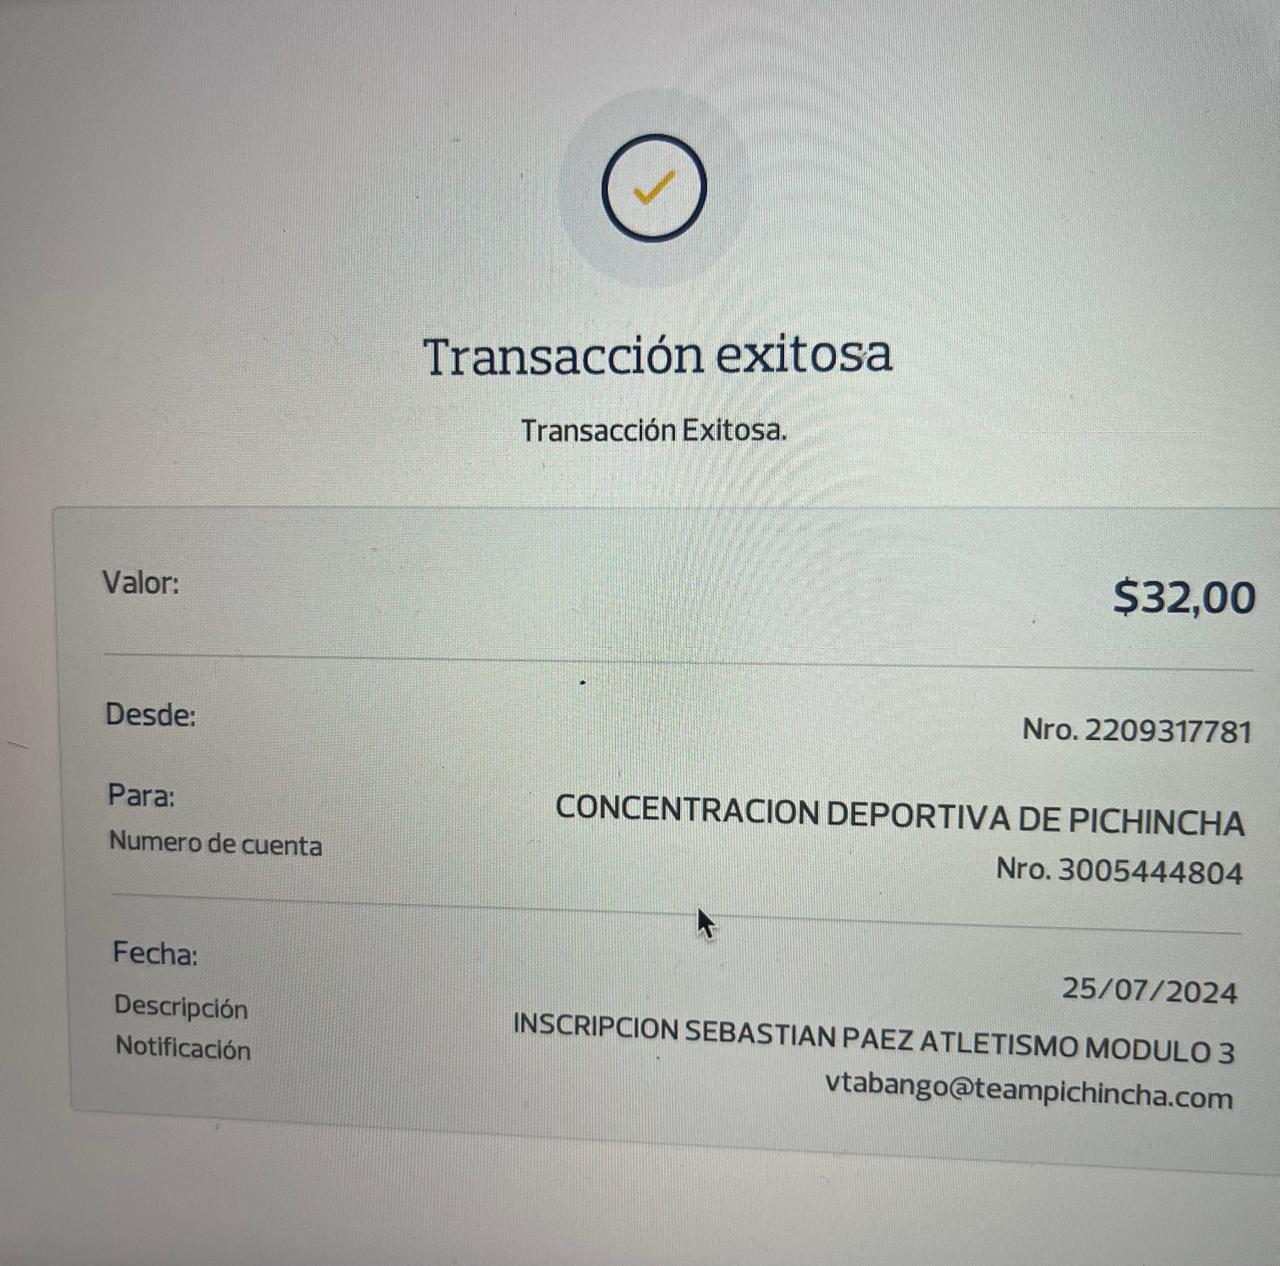 Transacción exitosa
Transacción Exitosa.
Valor: $32,00
Desde: Nro. 2209317781
Para: CONCENTRACION DEPORTIVA DE PICHINCHA
Numero de cuenta Nro. 3005444804
Fecha: 25/07/2024
Descripción INSCRIPCION SEBASTIAN PAEZ ATLETISMO MODULO 3
Notificación vtabango@teampichincha.com